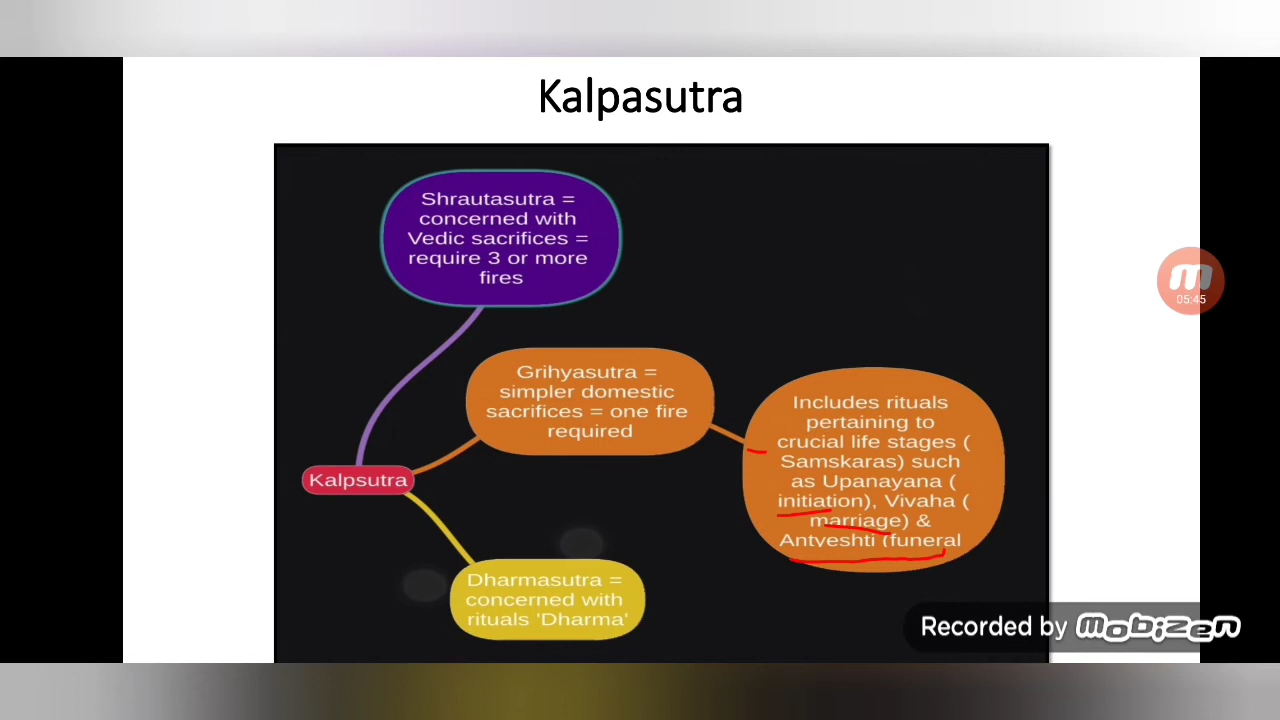 Kalpasutra
Shrautasutra =
concerned with
Vedic sacrifices =
require 3 or more
fires
Grihyasutra =
simpler domestic
sacrifices = one fire
required
Includes rituals
pertaining to
crucial life stages (
Samskaras) such
as Upanayana (
initiation), Vivaha (
marriage) &
Antyeshti (funeral
Kalpsutra
Dharmasutra =
concerned with
rituals 'Dharma'
m
05:45
Recorded by mobizen